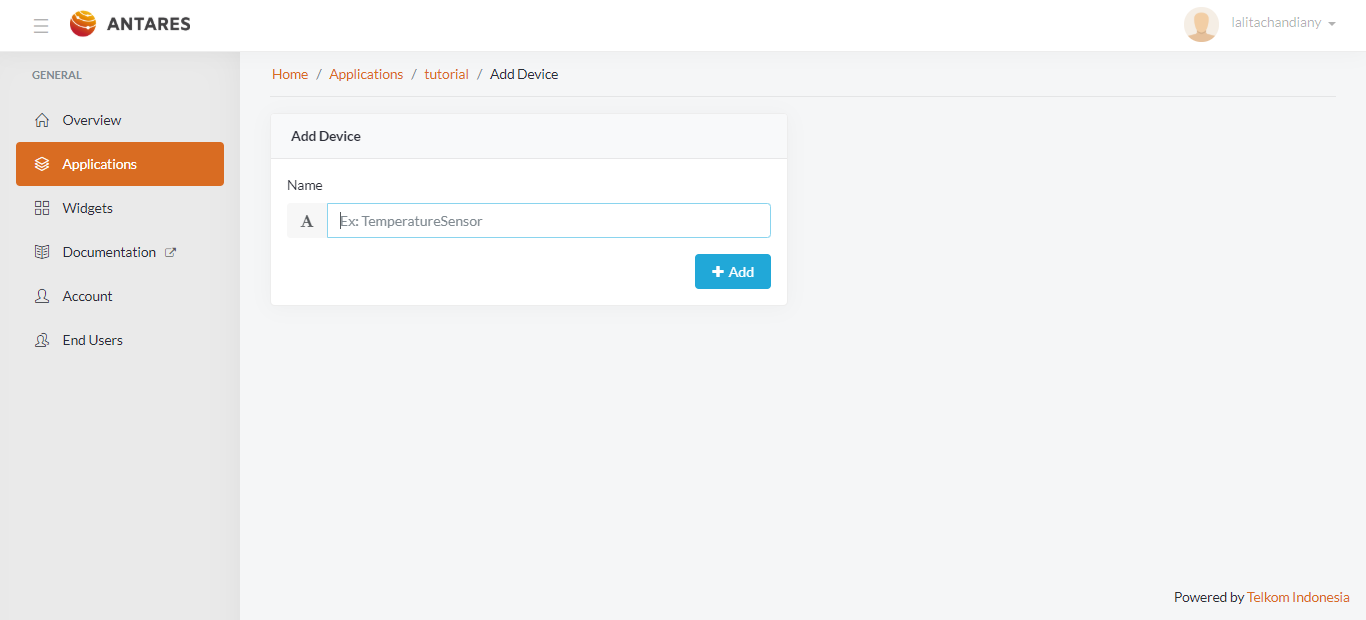 ANTARES
lalitachandiany
GENERAL
Overview
Applications
Widgets
Documentation
Account
End Users
Home / Applications / tutorial / Add Device
Add Device
Name
A Ex: TemperatureSensor
+ Add
Powered by Telkom Indonesia